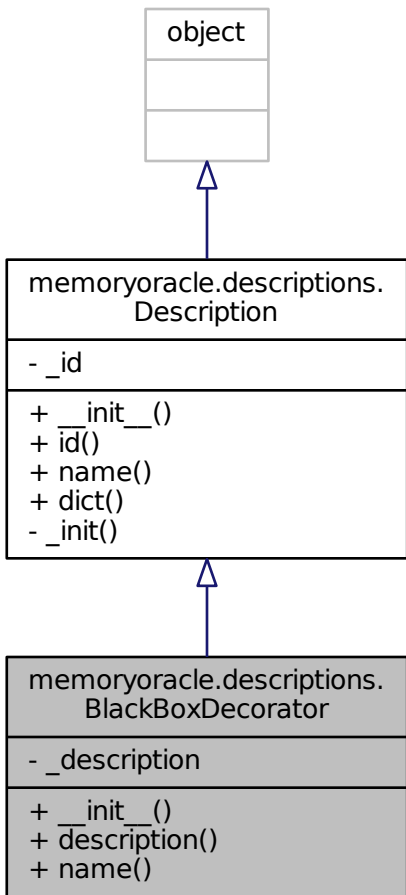 object
memoryoracle.descriptions.
Description
- _id
+ __init__()
+ id()
+ name()
+ dict()
- _init()
memoryoracle.descriptions.
BlackBoxDecorator
- _description
+ __init__()
+ description()
+ name()